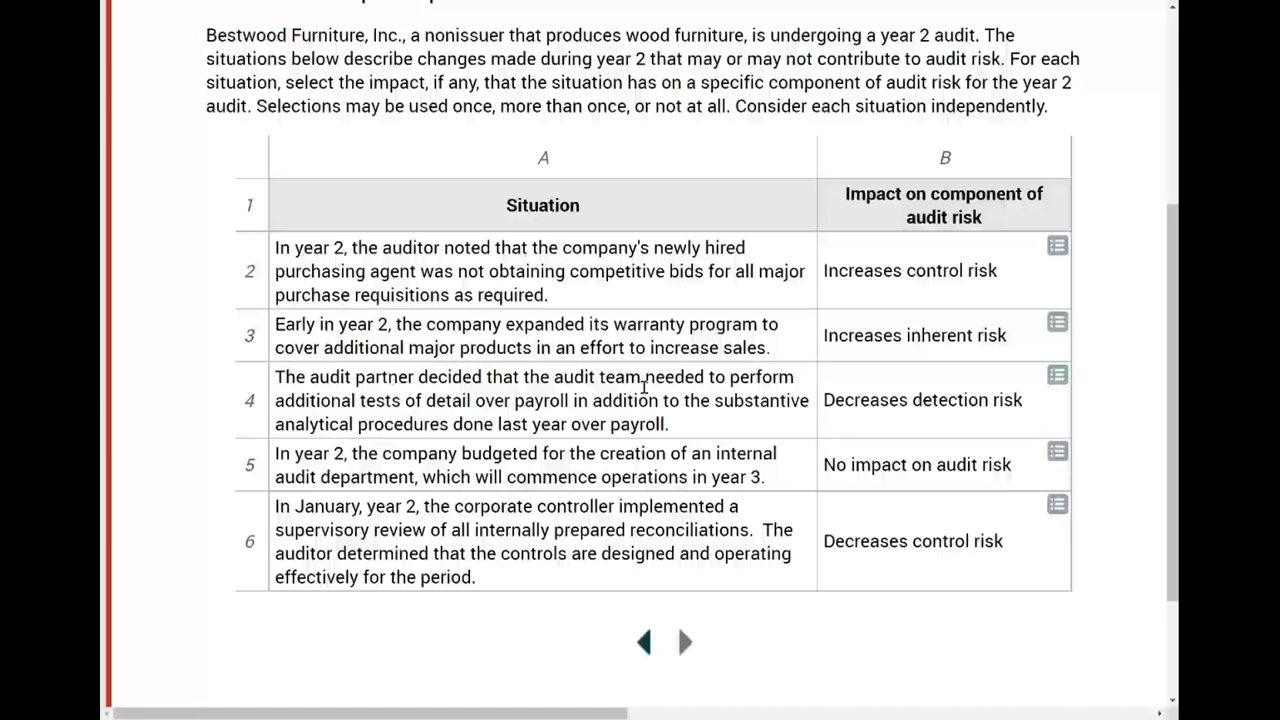 Bestwood Furniture, Inc., a nonissuer that produces wood furniture, is undergoing a year 2 audit. The
situations below describe changes made during year 2 that may or may not contribute to audit risk. For each
situation, select the impact, if any, that the situation has on a specific component of audit risk for the year 2
audit. Selections may be used once, more than once, or not at all. Consider each situation independently.
A
B
1
Situation
Impact on component of
audit risk
2
In year 2, the auditor noted that the company's newly hired
purchasing agent was not obtaining competitive bids for all major
purchase requisitions as required.
Increases control risk
3
Early in year 2, the company expanded its warranty program to
cover additional major products in an effort to increase sales.
Increases inherent risk
4
The audit partner decided that the audit team needed to perform
additional tests of detail over payroll in addition to the substantive
analytical procedures done last year over payroll.
Decreases detection risk
5
In year 2, the company budgeted for the creation of an internal
audit department, which will commence operations in year 3.
No impact on audit risk
6
In January, year 2, the corporate controller implemented a
supervisory review of all internally prepared reconciliations. The
auditor determined that the controls are designed and operating
effectively for the period.
Decreases control risk